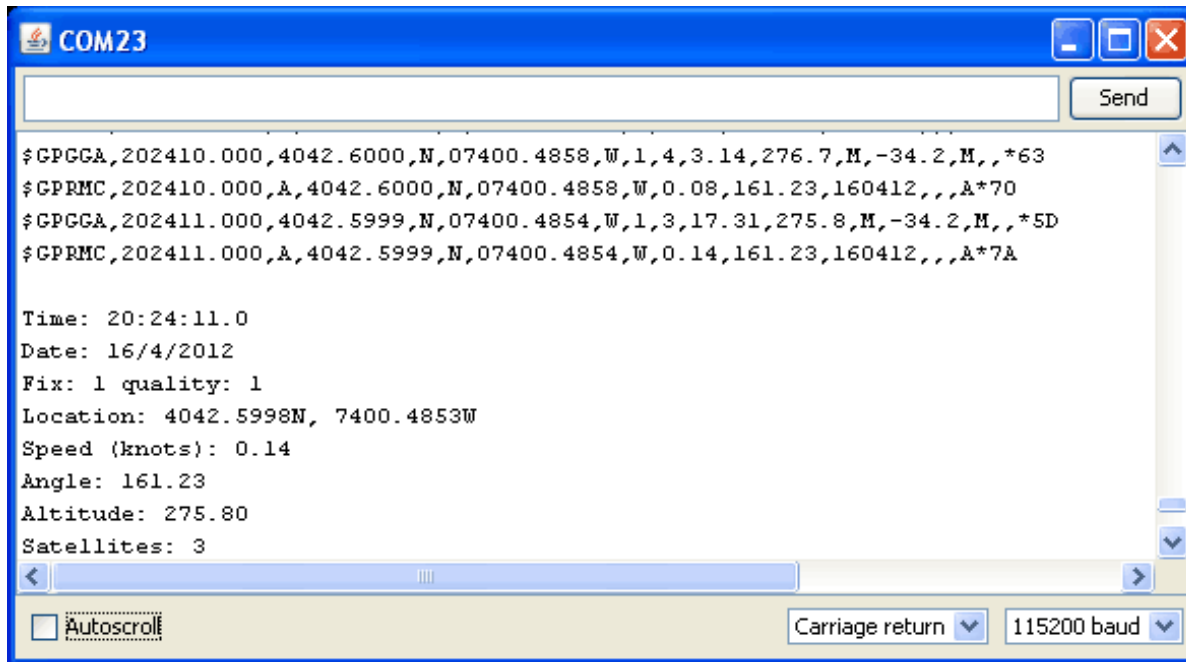 COM23
Send
$GPGGA,202410.000,4042.6000,N,07400.4858,W,1,4,3.14,276.7,M,-34.2,M,,*63
$GPRMC,202410.000,A,4042.6000,N,07400.4858,W,0.08,161.23,160412,,,A*70
$GPGGA,202411.000,4042.5999,N,07400.4854,W,1,3,17.31,275.8,M,-34.2,M,,*5D
$GPRMC,202411.000,A,4042.5999,N,07400.4854,W,0.14,161.23,160412,,,A*7A
Time: 20:24:11.0
Date: 16/4/2012
Fix: 1 quality: 1
Location: 4042.5998N, 7400.4853W
Speed (knots): 0.14
Angle: 161.23
Altitude: 275.80
Satellites: 3
Autoscroll
Carriage return
115200 baud